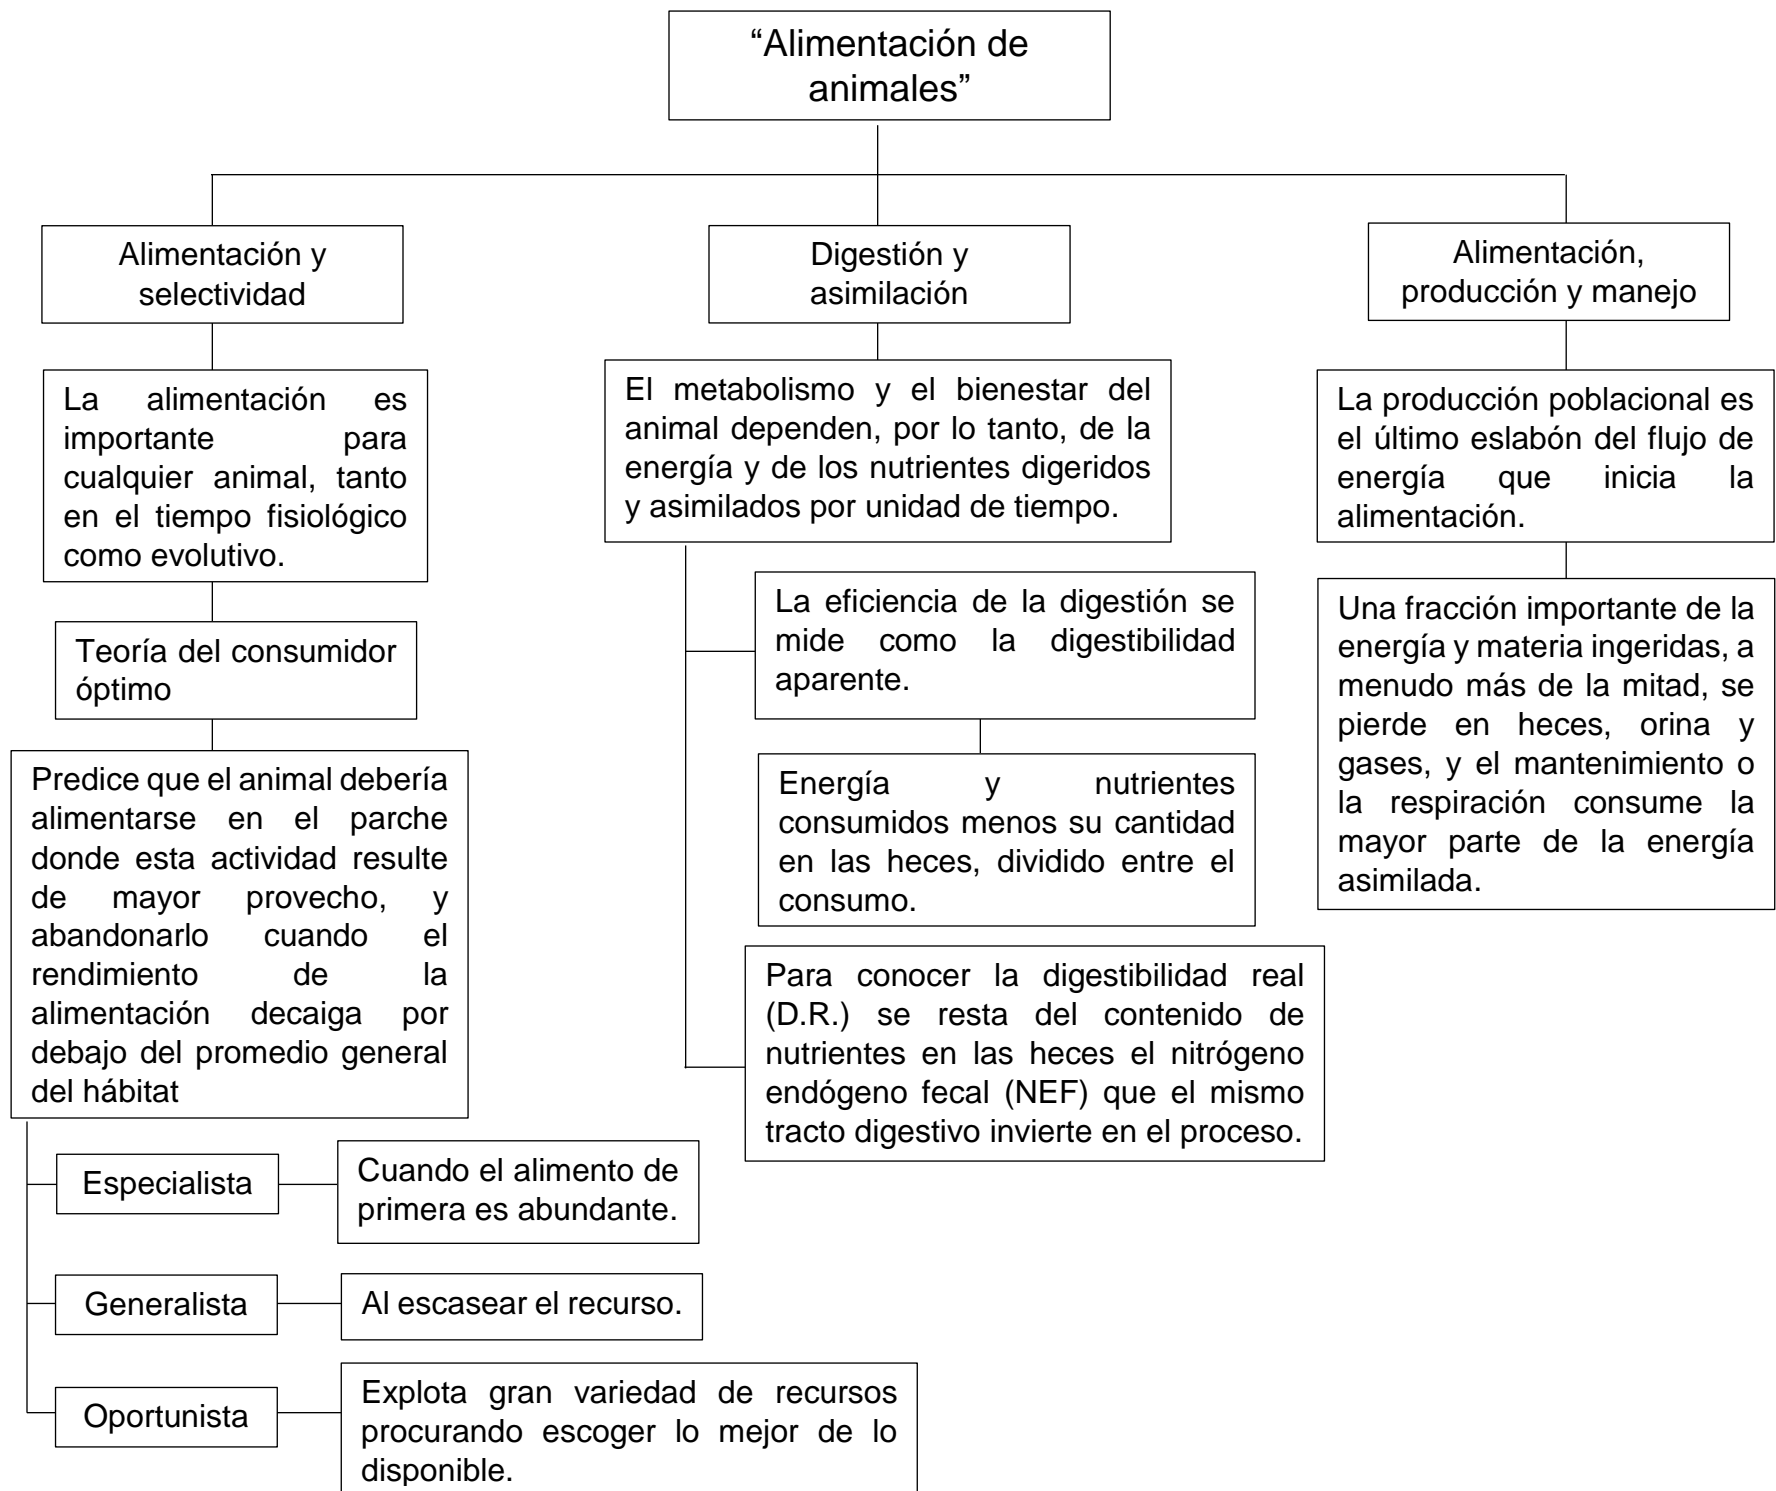 “Alimentación de
animales”
Alimentación y
selectividad
La alimentación es
importante para
cualquier animal, tanto
en el tiempo fisiológico
como evolutivo.
Teoría del consumidor
óptimo
Predice que el animal debería
alimentarse en el parche
donde esta actividad resulte
de mayor provecho, y
abandonarlo cuando el
rendimiento de la
alimentación decaiga por
debajo del promedio general
del hábitat
Especialista
Cuando el alimento de
primera es abundante.
Generalista
Al escasear el recurso.
Oportunista
Explota gran variedad de recursos
procurando escoger lo mejor de lo
disponible.
Digestión y
asimilación
El metabolismo y el bienestar del
animal dependen, por lo tanto, de la
energía y de los nutrientes digeridos
y asimilados por unidad de tiempo.
La eficiencia de la digestión se
mide como la digestibilidad
aparente.
Energía y nutrientes
consumidos menos su cantidad
en las heces, dividido entre el
consumo.
Para conocer la digestibilidad real
(D.R.) se resta del contenido de
nutrientes en las heces el nitrógeno
endógeno fecal (NEF) que el mismo
tracto digestivo invierte en el proceso.
Alimentación,
producción y manejo
La producción poblacional es
el último eslabón del flujo de
energía que inicia la
alimentación.
Una fracción importante de la
energía y materia ingeridas, a
menudo más de la mitad, se
pierde en heces, orina y
gases, y el mantenimiento o
la respiración consume la
mayor parte de la energía
asimilada.